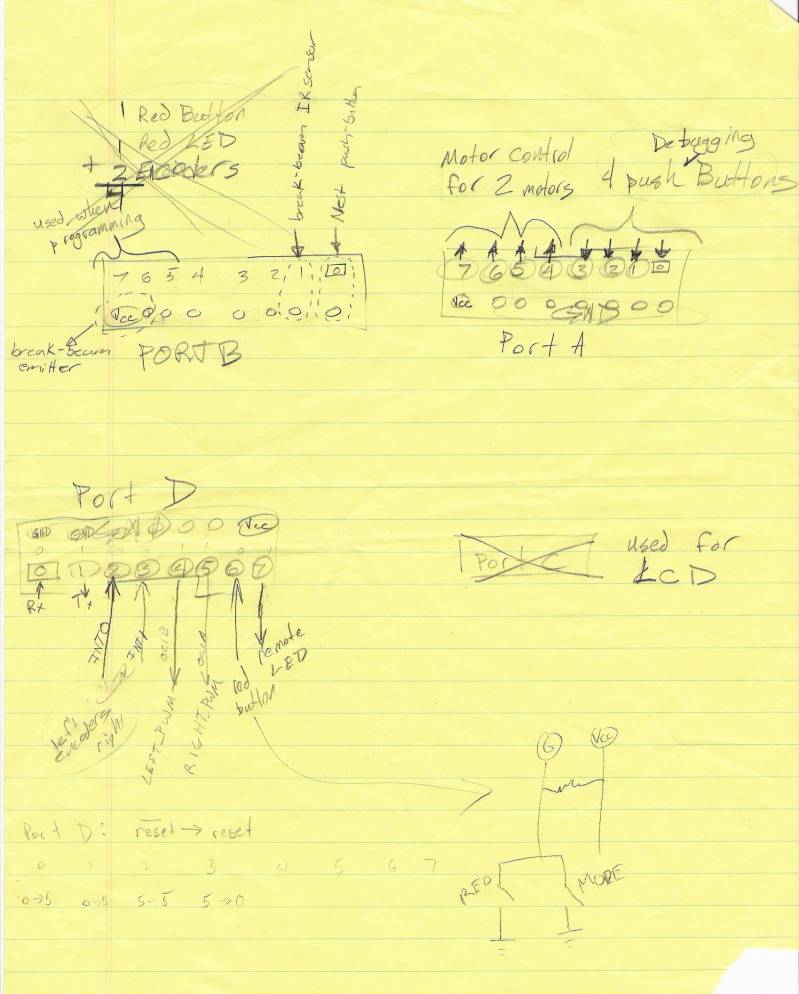 1 Red Button
1 Red LED
+ 2 Encoders
used when
programming
break-beam IR sensor
Nest push-button
7 6 5 4 3 2 1 0
Vcc
break-beam
emitter
PORT B
Motor Control
for 2 motors
Debugging
4 push Buttons
7 6 5 4 3 2 1 0
Vcc GND
Port A
Port D
GND GND Vcc
0 1 2 3 4 5 6 7
Rx Tx INT0 INT1 OC1B OC1A
LEFT_PWM
RIGHT_PWM
red
button
remote
LED
left
encoders
right
Port C
used for
LCD
6 Vcc
RED MODE
Port D: reset → reset
0 1 2 3 4 5 6 7
0→5 0→5 5→5 5→0